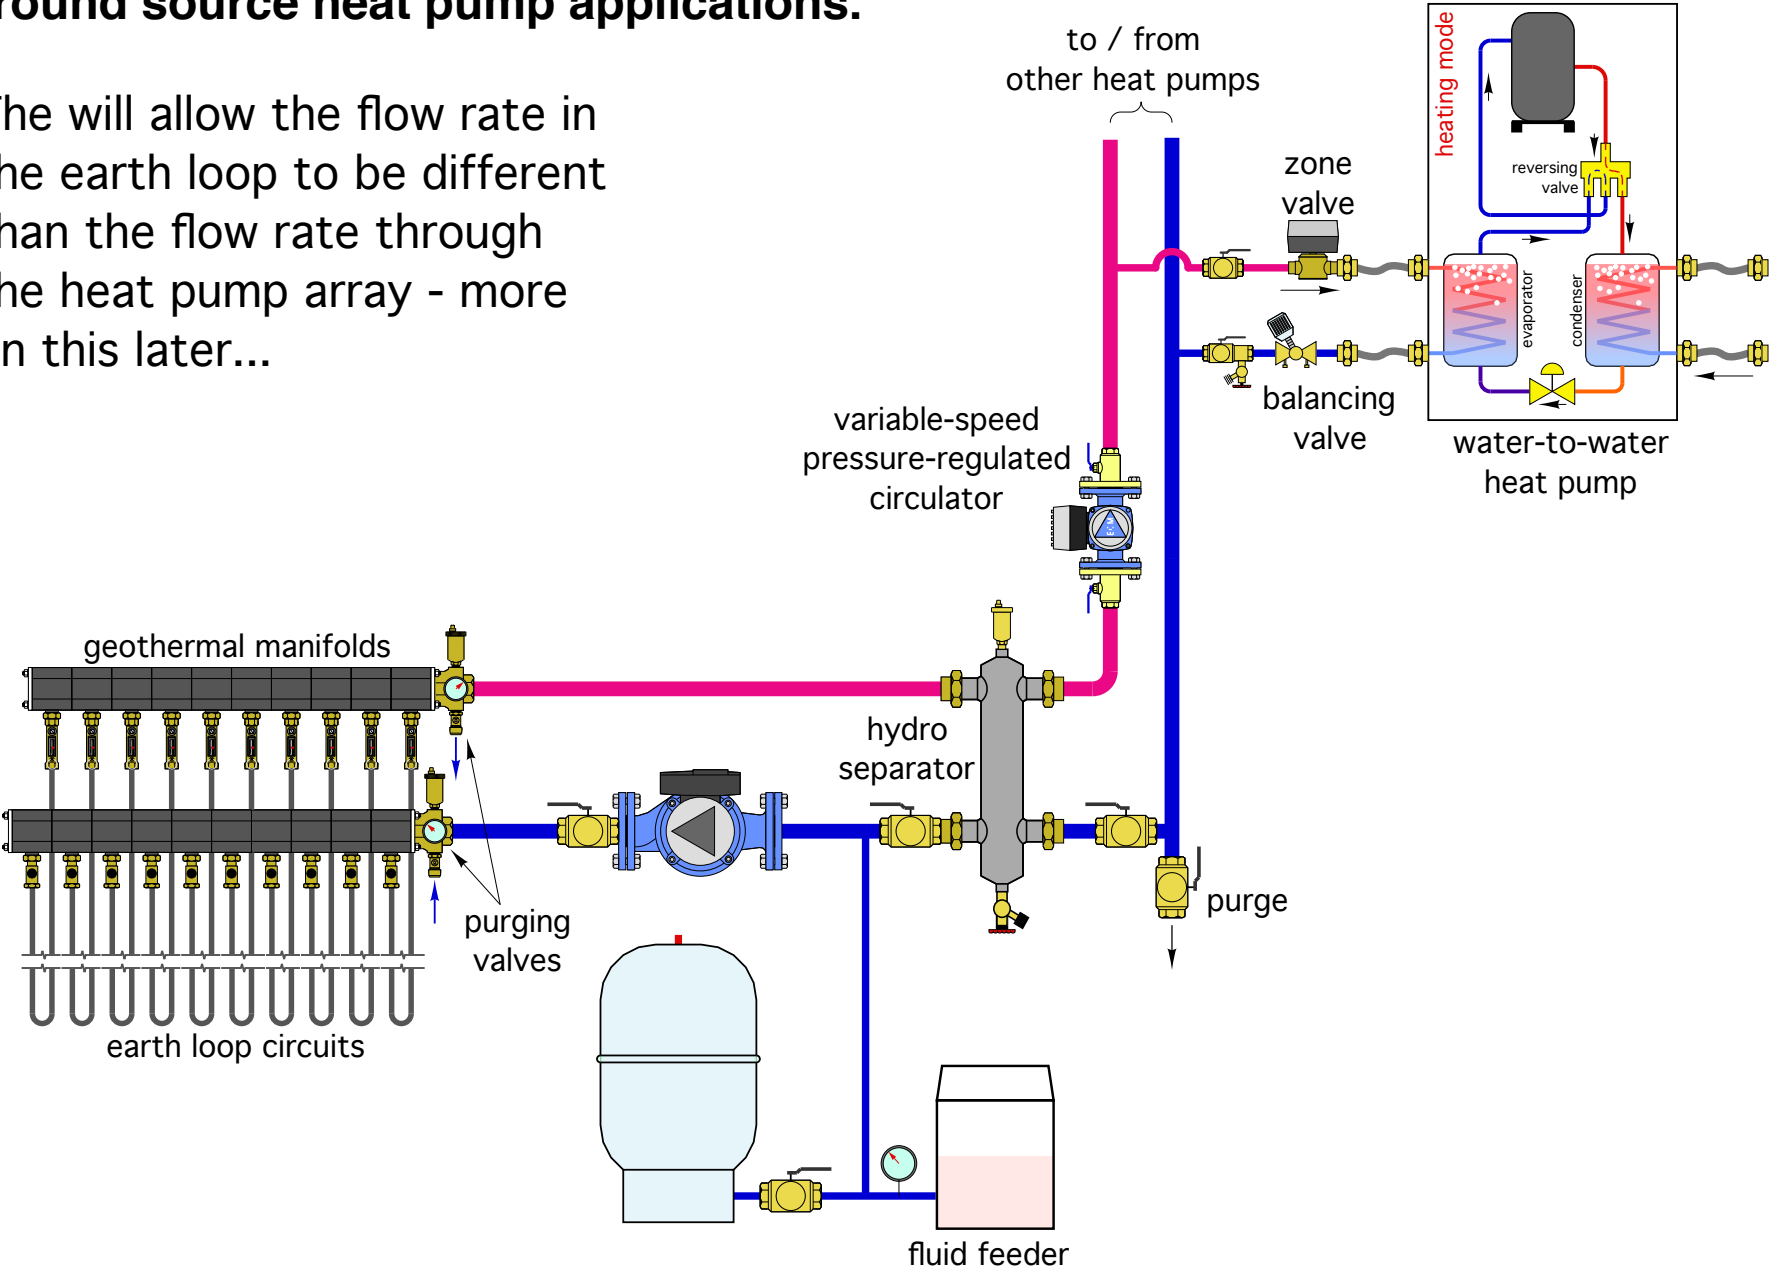 round source heat pump applications.
The will allow the flow rate in
he earth loop to be different
han the flow rate through
he heat pump array - more
n this later...
to / from
other heat pumps
heating mode
zone
valve
reversing
valve
evaporator
condenser
balancing
valve
water-to-water
heat pump
variable-speed
pressure-regulated
circulator
ECM
geothermal manifolds
hydro
separator
purging
valves
purge
earth loop circuits
fluid feeder